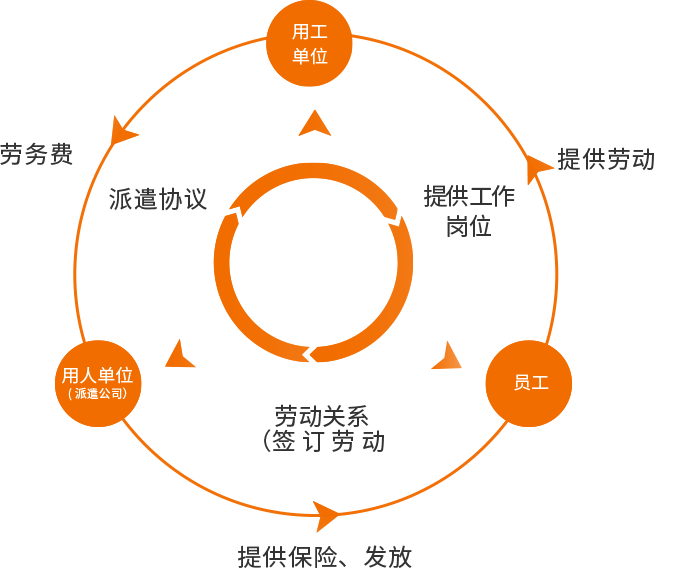 用工
单位
劳务费
提供劳动
派遣协议
提供工作
岗位
用人单位
(派遣公司)
员工
劳动关系
（签订劳动
提供保险、发放